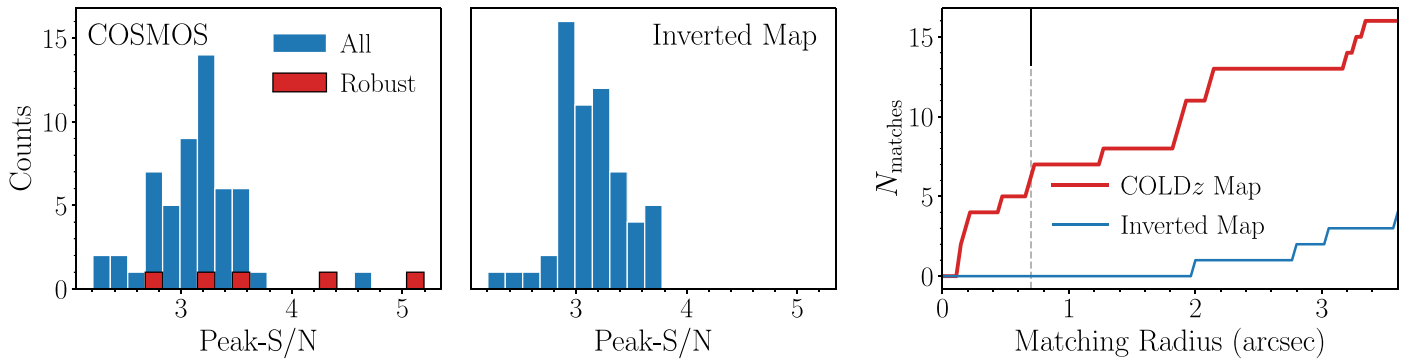 COSMOS
All
Robust
Counts
0
5
10
15
3
4
5
Peak-S/N
Inverted Map
3
4
5
Peak-S/N
N_matches
0
5
10
15
COLDz Map
Inverted Map
0
1
2
3
Matching Radius (arcsec)